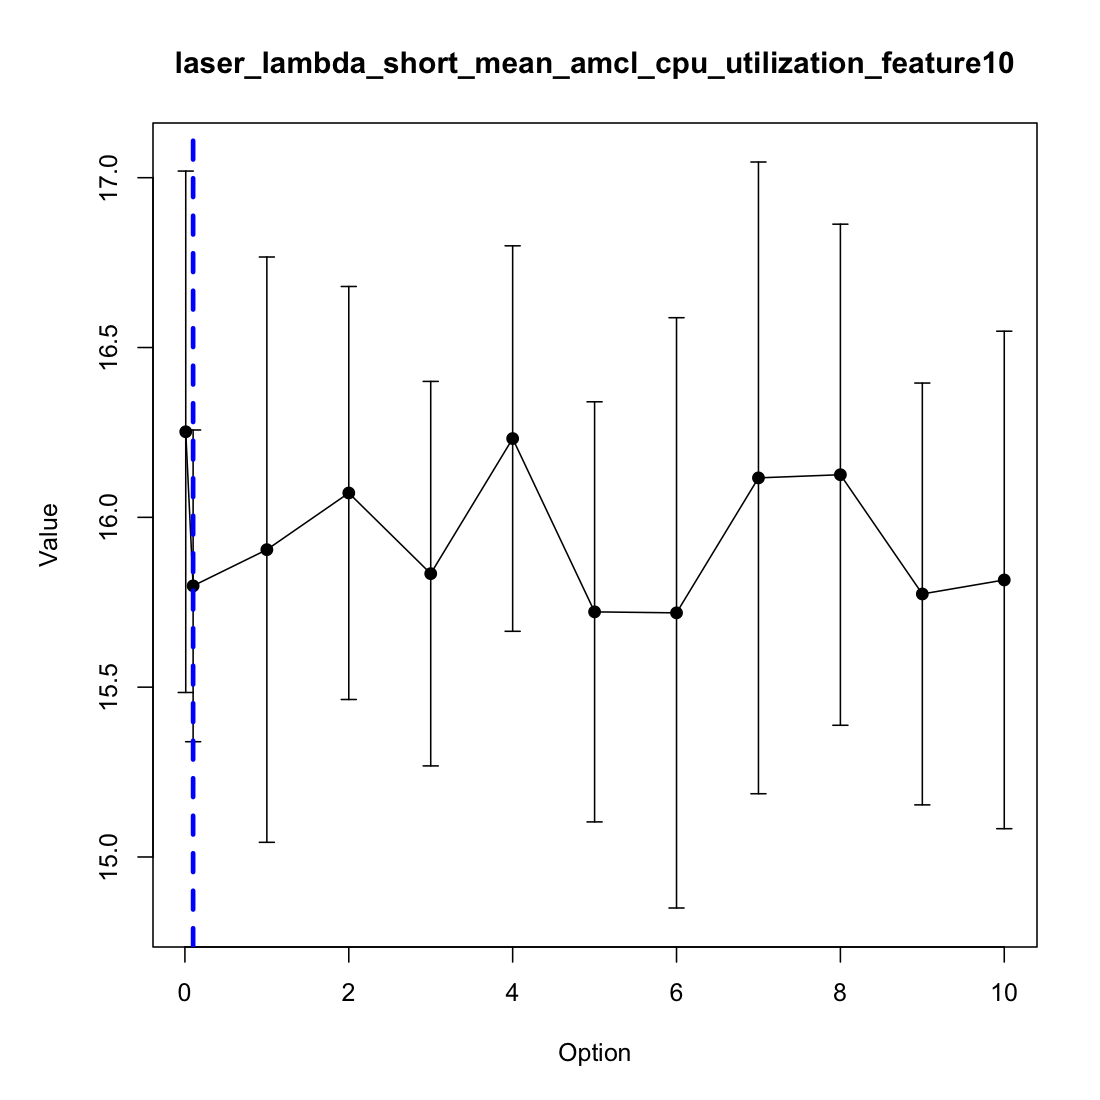 laser_lambda_short_mean_amcl_cpu_utilization_feature10
17.0
16.5
16.0
15.5
15.0
Value
0 2 4 6 8 10
Option